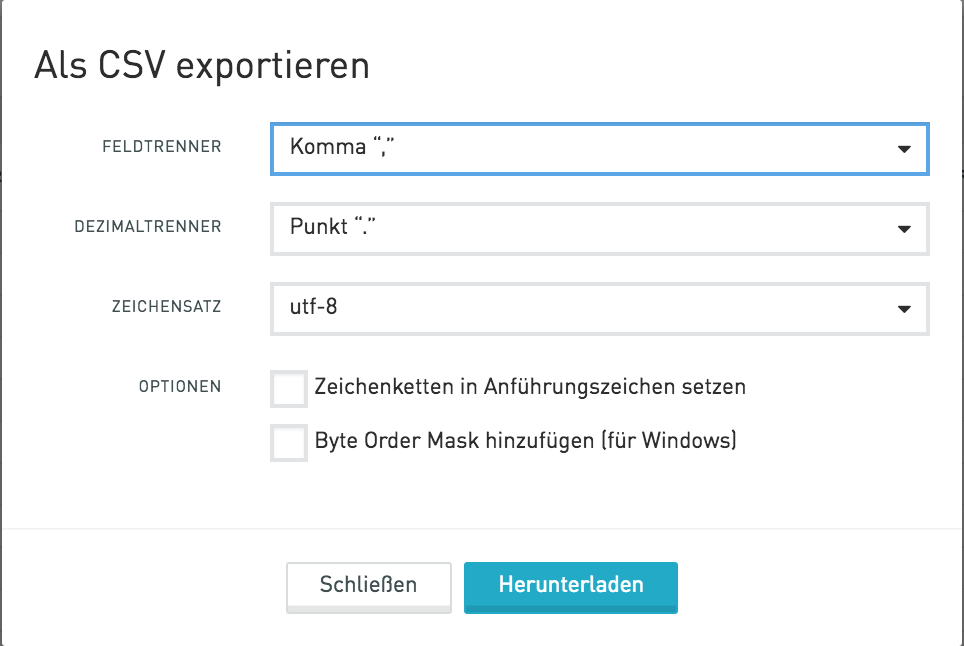 Als CSV exportieren
FELDTRENNER Komma “,”
DEZIMALTRENNER Punkt “.”
ZEICHENSATZ utf-8
OPTIONEN Zeichenketten in Anführungszeichen setzen
Byte Order Mask hinzufügen (für Windows)
Schließen Herunterladen